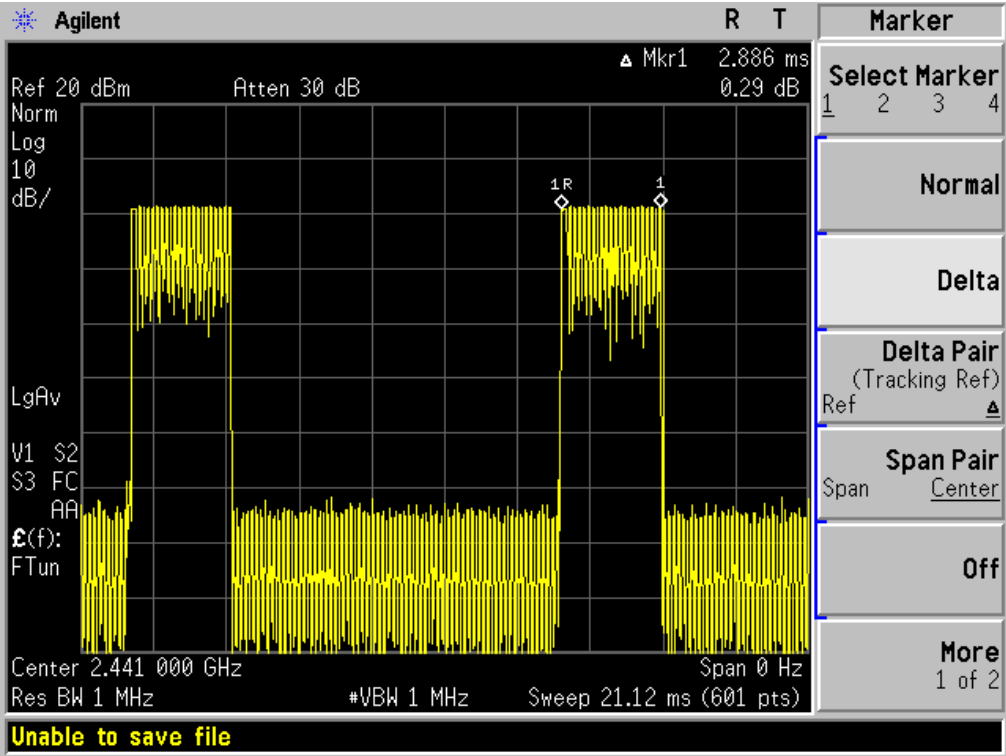 Agilent R T
Δ Mkr1 2.886 ms
Ref 20 dBm Atten 30 dB 0.29 dB
Norm
Log
10
dB/
1R 1
LgAv
V1 S2
S3 FC
AA
£(f):
FTun
Center 2.441 000 GHz Span 0 Hz
Res BW 1 MHz #VBW 1 MHz Sweep 21.12 ms (601 pts)
Unable to save file
Marker
Select Marker
1 2 3 4
Normal
Delta
Delta Pair
(Tracking Ref)
Ref Δ
Span Pair
Span Center
Off
More
1 of 2